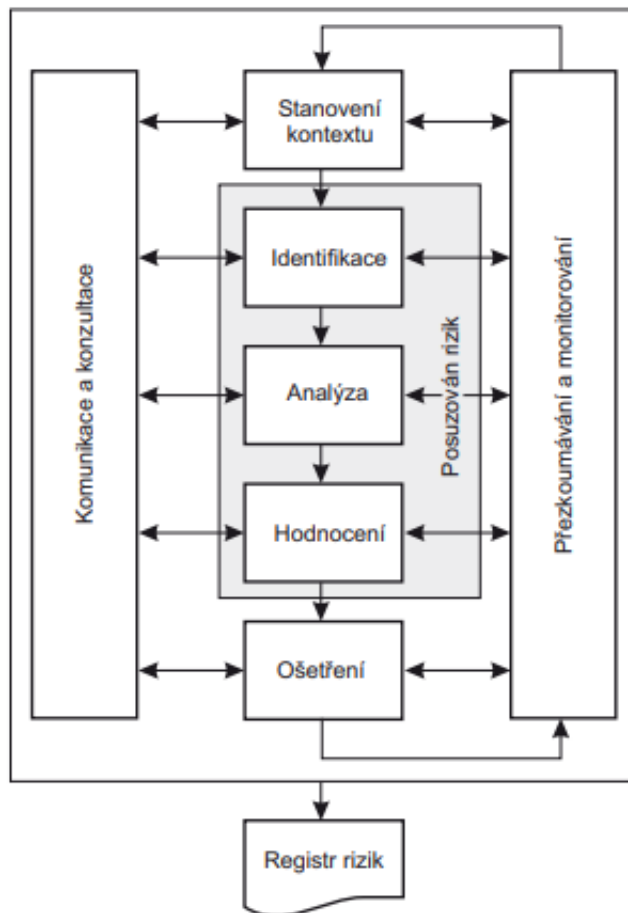 Stanovení
kontextu
Identifikace
Analýza
Hodnocení
Ošetření
Komunikace a konzultace
Posuzován rizik
Přezkoumávání a monitorování
Registr rizik